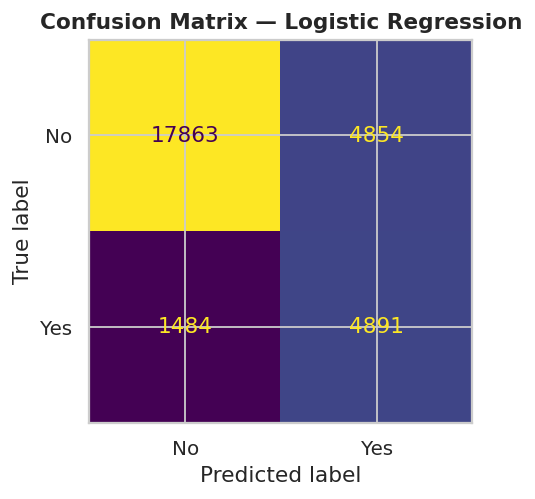 Confusion Matrix — Logistic Regression
True label
No
17863 4854
Yes
1484 4891
No Yes
Predicted label